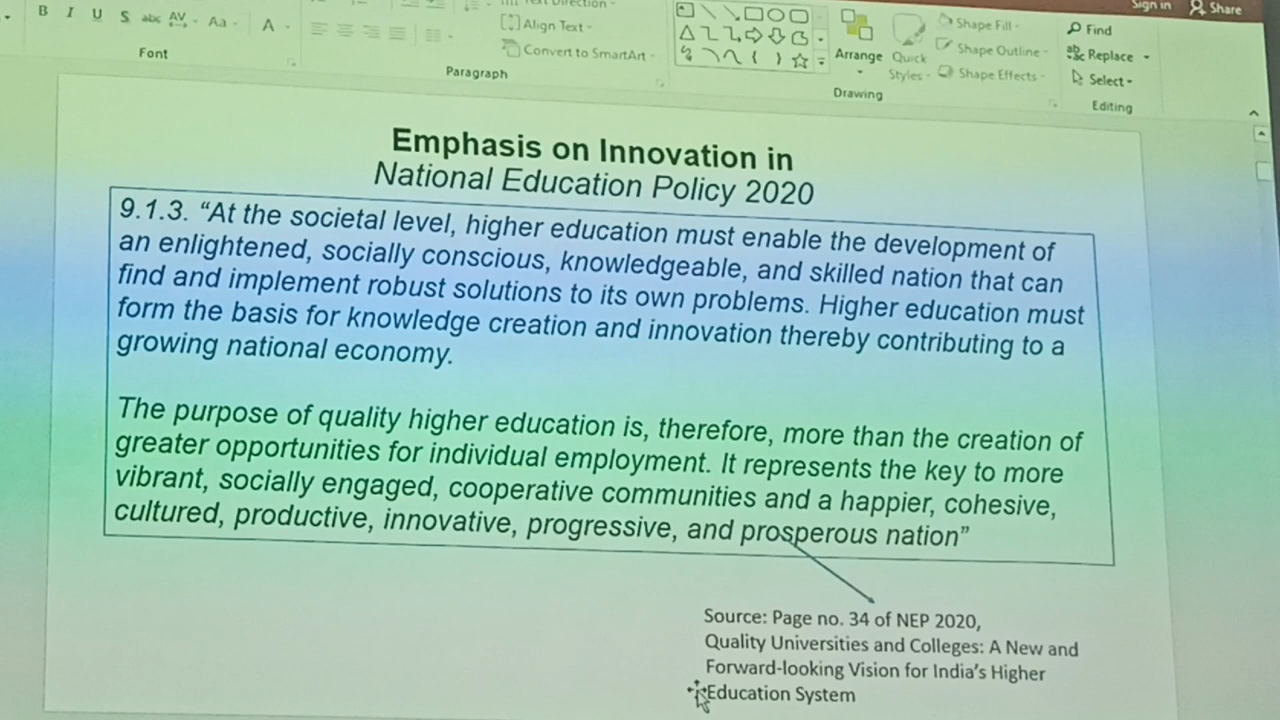 Sign in Share
B I U S abc AV Aa A
Align Text
Convert to SmartArt
Arrange
Quick
Styles
Shape Fill
Shape Outline
Shape Effects
Find
Replace
Select
Font
Paragraph
Drawing
Editing
Emphasis on Innovation in
National Education Policy 2020
9.1.3. “At the societal level, higher education must enable the development of
an enlightened, socially conscious, knowledgeable, and skilled nation that can
find and implement robust solutions to its own problems. Higher education must
form the basis for knowledge creation and innovation thereby contributing to a
growing national economy.
The purpose of quality higher education is, therefore, more than the creation of
greater opportunities for individual employment. It represents the key to more
vibrant, socially engaged, cooperative communities and a happier, cohesive,
cultured, productive, innovative, progressive, and prosperous nation”
Source: Page no. 34 of NEP 2020,
Quality Universities and Colleges: A New and
Forward-looking Vision for India’s Higher
Education System